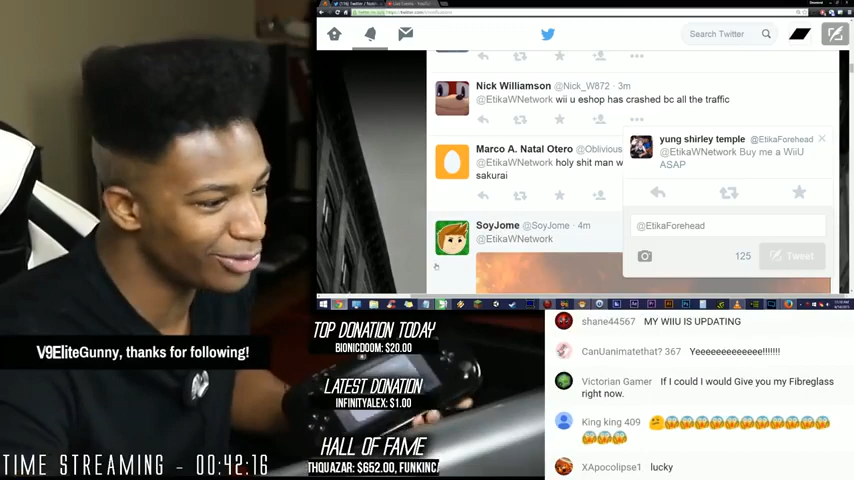 Search Twitter
Nick Williamson @Nick_W872 · 3m
@EtikaWNetwork wii u eshop has crashed bc all the traffic
yung shirley temple @EtikaForehead
@EtikaWNetwork Buy me a WiiU
ASAP
Marco A. Natal Otero @Oblivious
@EtikaWNetwork holy shit man w
sakurai
SoyJome @SoyJome · 4m
@EtikaWNetwork
@EtikaForehead
125 Tweet
V9EliteGunny, thanks for following!
TOP DONATION TODAY
BIONICDOOM: $20.00
LATEST DONATION
INFINITYALEX: $1.00
HALL OF FAME
THQUAZAR: $652.00, FUNKINC
TIME STREAMING - 00:42:16
shane44567 MY WIIU IS UPDATING
CanUanimatethat? 367 Yeeeeeeeeeeeee!!!!!!!
Victorian Gamer If I could I would Give you my Fibreglass
right now.
King king 409
XApocolipse1 lucky